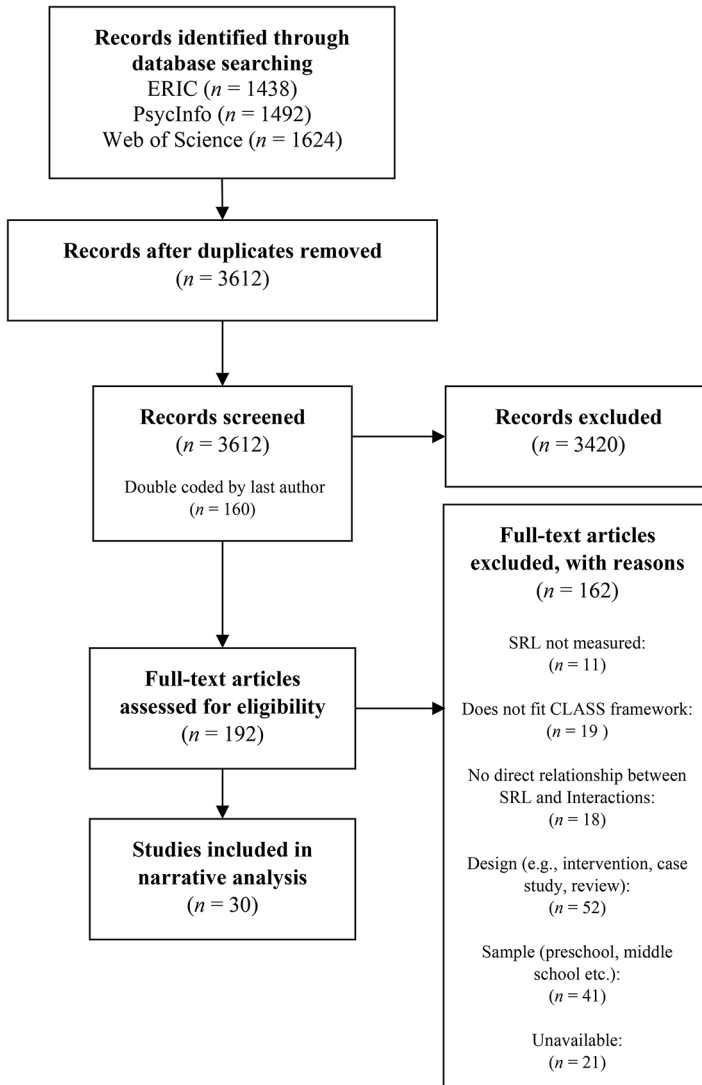 Records identified through
database searching
ERIC (n = 1438)
PsycInfo (n = 1492)
Web of Science (n = 1624)
Records after duplicates removed
(n = 3612)
Records screened
(n = 3612)
Double coded by last author
(n = 160)
Records excluded
(n = 3420)
Full-text articles
assessed for eligibility
(n = 192)
Full-text articles
excluded, with reasons
(n = 162)
SRL not measured:
(n = 11)
Does not fit CLASS framework:
(n = 19 )
No direct relationship between
SRL and Interactions:
(n = 18)
Design (e.g., intervention, case
study, review):
(n = 52)
Sample (preschool, middle
school etc.):
(n = 41)
Unavailable:
(n = 21)
Studies included in
narrative analysis
(n = 30)